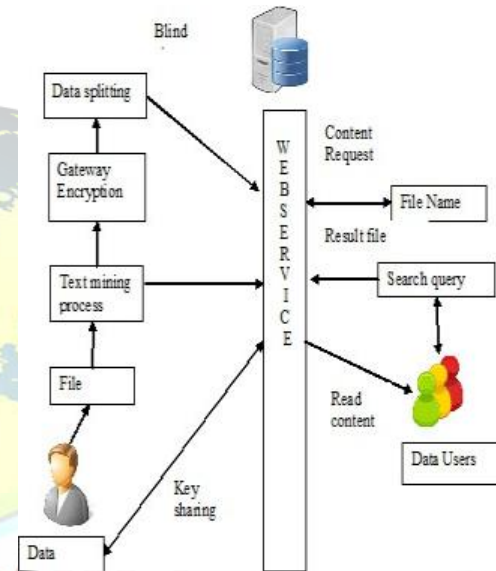 Blind
Data splitting
Gateway
Encryption
Text mining
process
File
Data
Key
sharing
WEBSERVICE
Content
Request
File Name
Result file
Search query
Read
content
Data Users